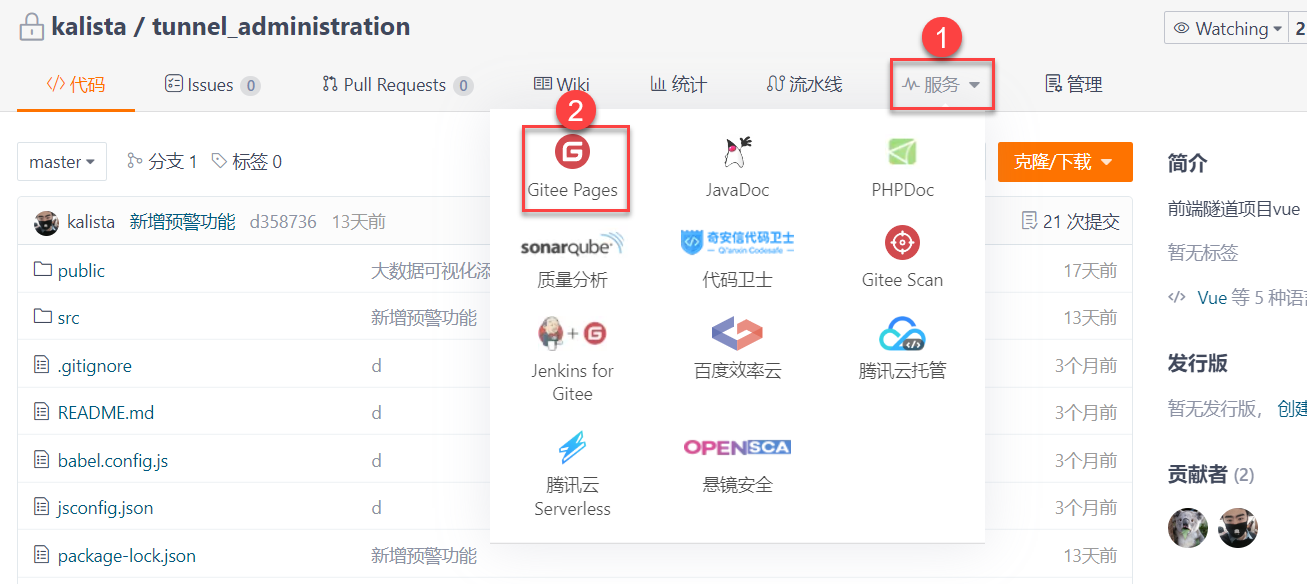 kalista / tunnel_administration
Watching 2
1
代码 Issues 0 Pull Requests 0 Wiki 统计 流水线 服务 管理
2
master 分支 1 标签 0
克隆/下载
简介
Gitee Pages JavaDoc PHPDoc
kalista 新增预警功能 d358736 13天前
21 次提交
前端隧道项目vue
sonarqube 奇安信代码卫士
Qi'anxin Codesafe
暂无标签
public 大数据可视化添
17天前
质量分析 代码卫士 Gitee Scan
Vue 等 5 种语言
src 新增预警功能
13天前
+
.gitignore d
3个月前
Jenkins for
Gitee
百度效率云 腾讯云托管
发行版
README.md d
3个月前
暂无发行版，创建
babel.config.js d
3个月前
OPENSCA
贡献者 (2)
腾讯云
Serverless
悬镜安全
jsconfig.json d
3个月前
package-lock.json 新增预警功能
13天前